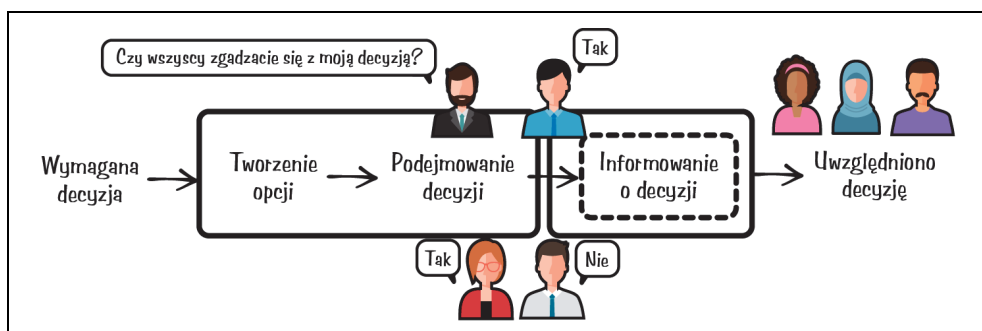 Czy wszyscy zgadzacie się z moją decyzją?
Tak
Wymagana
decyzja
Tworzenie
opcji
Podejmowanie
decyzji
Informowanie
o decyzji
Uwzględniono
decyzję
Tak
Nie